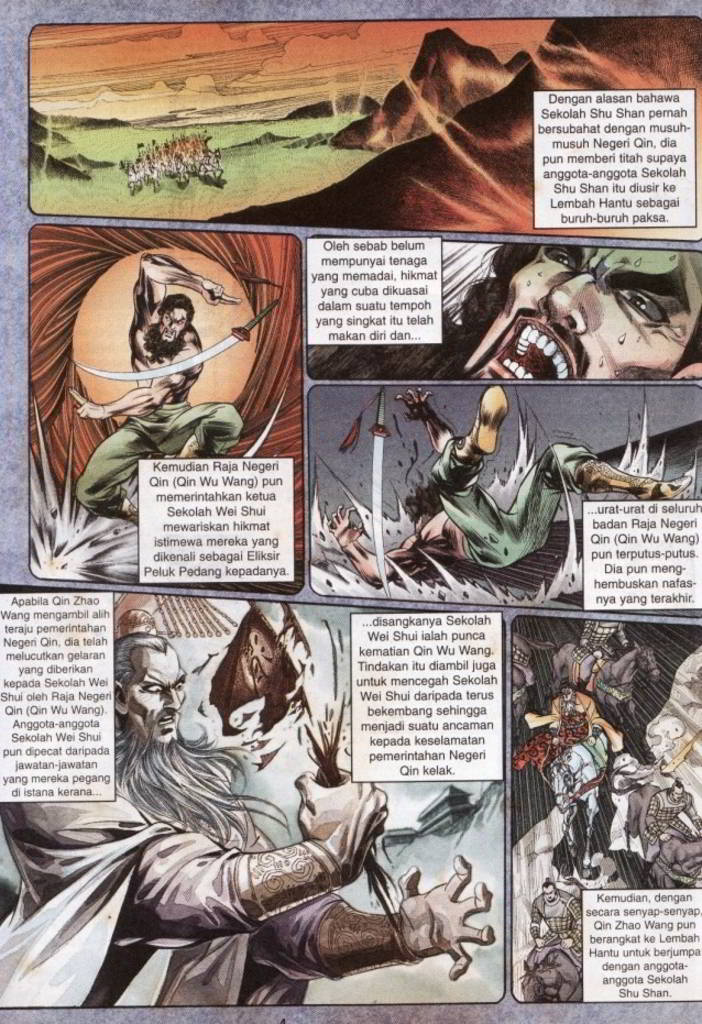 Dengan alasan bahawa
Sekolah Shu Shan pernah
bersubahat dengan musuh-
musuh Negeri Qin, dia
pun memberi titah supaya
anggota-anggota Sekolah
Shu Shan itu diusir ke
Lembah Hantu sebagai
buruh-buruh paksa.
Kemudian Raja Negeri
Qin (Qin Wu Wang) pun
memerintahkan ketua
Sekolah Wei Shui
mewariskan hikmat
istimewa mereka yang
dikenali sebagai Eliksir
Peluk Pedang kepadanya.
Oleh sebab belum
mempunyai tenaga
yang memadai, hikmat
yang cuba dikuasai
dalam suatu tempoh
yang singkat itu telah
makan diri dan...
...urat-urat di seluruh
badan Raja Negeri
Qin (Qin Wu Wang)
pun terputus-putus.
Dia pun meng-
hembuskan nafas-
nya yang terakhir.
Apabila Qin Zhao
Wang mengambil alih
teraju pemerintahan
Negeri Qin, dia telah
melucutkan gelaran
yang diberikan
kepada Sekolah Wei
Shui oleh Raja Negeri
Qin (Qin Wu Wang).
Anggota-anggota
Sekolah Wei Shui
pun dipecat daripada
jawatan-jawatan
yang mereka pegang
di istana kerana...
...disangkanya Sekolah
Wei Shui ialah punca
kematian Qin Wu Wang.
Tindakan itu diambil juga
untuk mencegah Sekolah
Wei Shui daripada terus
bekembang sehingga
menjadi suatu ancaman
kepada keselamatan
pemerintahan Negeri
Qin kelak.
Kemudian, dengan
secara senyap-senyap,
Qin Zhao Wang pun
berangkat ke Lembah
Hantu untuk berjumpa
dengan anggota-
anggota Sekolah
Shu Shan.